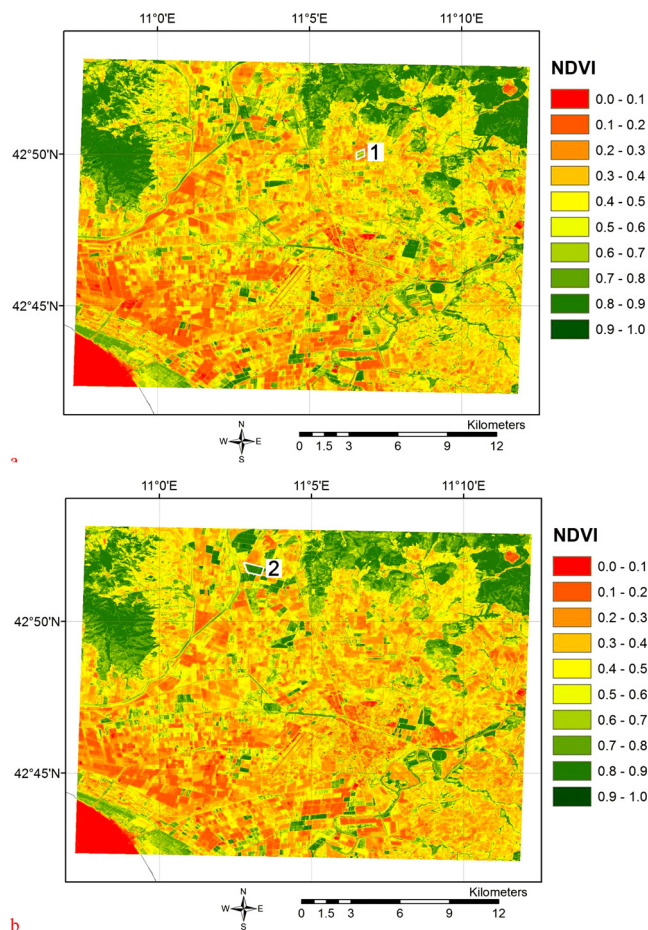 11°0'E 11°5'E 11°10'E
NDVI
0.0 - 0.1
0.1 - 0.2
0.2 - 0.3
0.3 - 0.4
0.4 - 0.5
0.5 - 0.6
0.6 - 0.7
0.7 - 0.8
0.8 - 0.9
0.9 - 1.0
42°50'N
1
42°45'N
N
W E
S
Kilometers
0 1.5 3 6 9 12
a
11°0'E 11°5'E 11°10'E
NDVI
0.0 - 0.1
0.1 - 0.2
0.2 - 0.3
0.3 - 0.4
0.4 - 0.5
0.5 - 0.6
0.6 - 0.7
0.7 - 0.8
0.8 - 0.9
0.9 - 1.0
2
42°50'N
42°45'N
N
W E
S
Kilometers
0 1.5 3 6 9 12
b